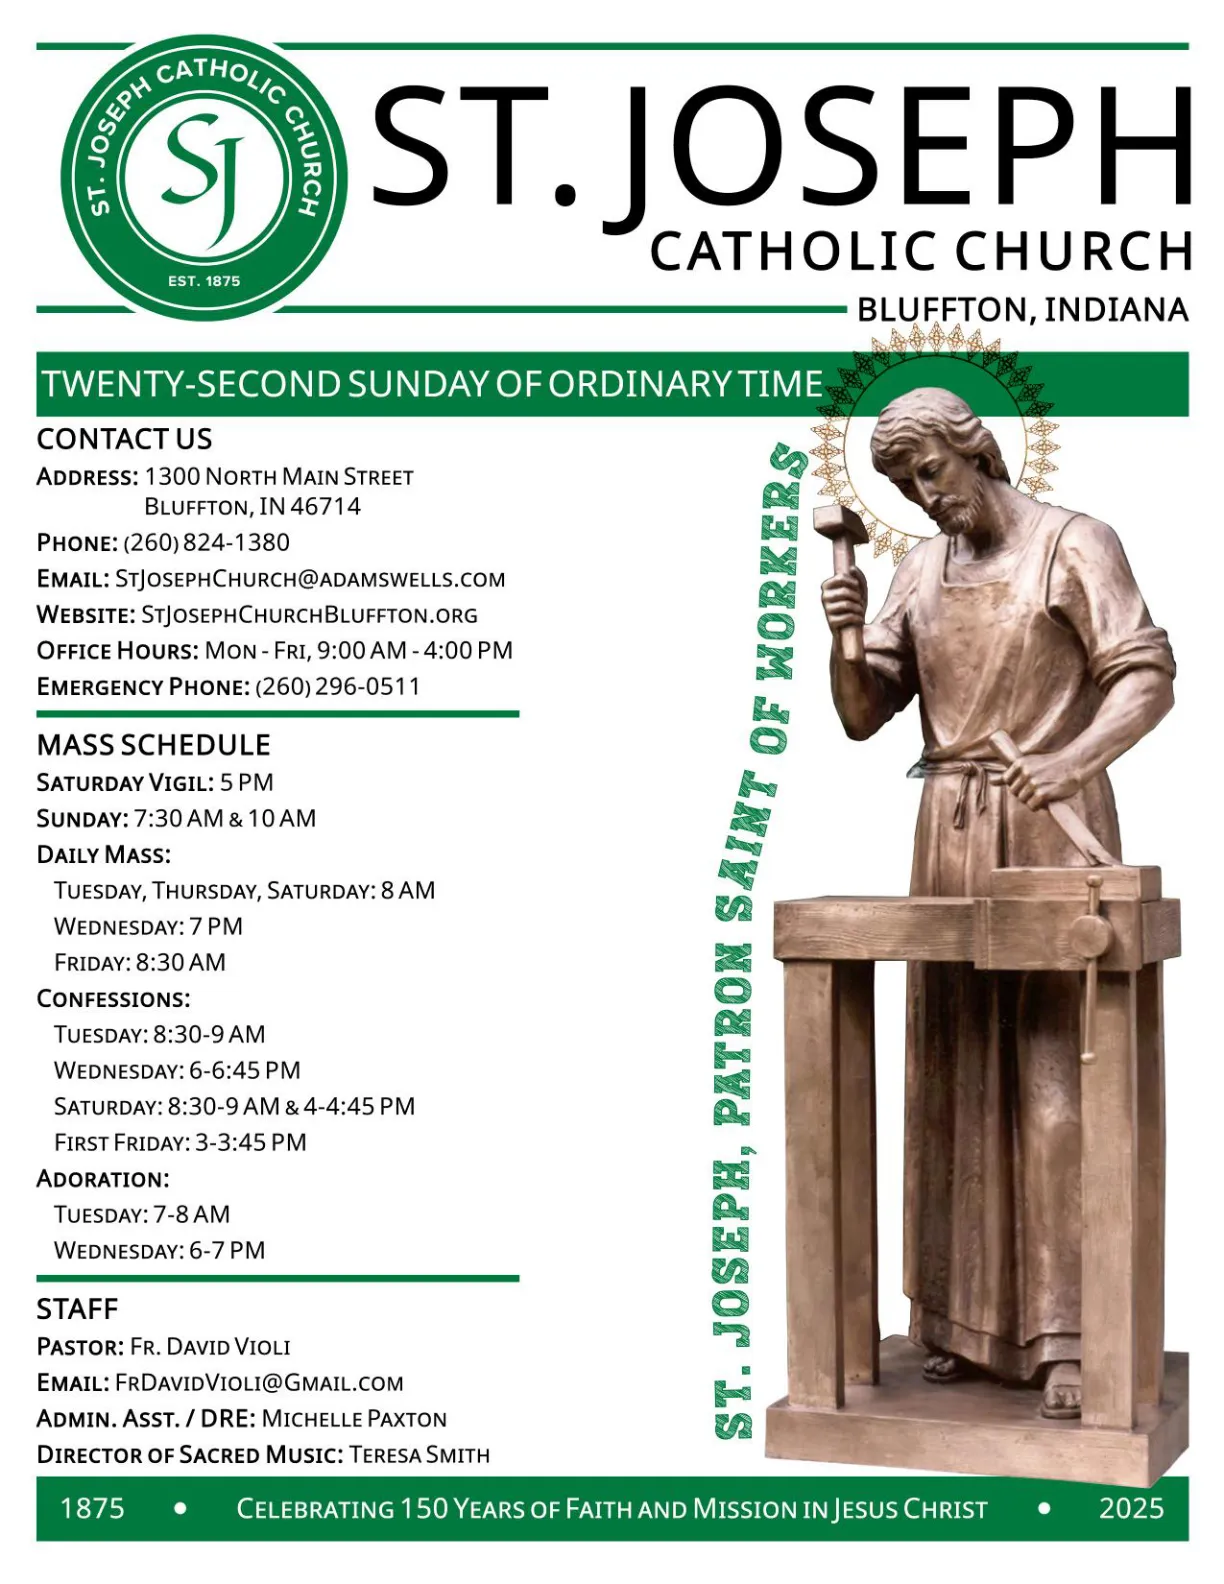 ST. JOSEPH CATHOLIC CHURCH
SJ
EST. 1875
ST. JOSEPH
CATHOLIC CHURCH
BLUFFTON, INDIANA
TWENTY-SECOND SUNDAY OF ORDINARY TIME
CONTACT US
ADDRESS: 1300 NORTH MAIN STREET
BLUFFTON, IN 46714
PHONE: (260) 824-1380
EMAIL: STJOSEPHCHURCH@ADAMSWELLS.COM
WEBSITE: STJOSEPHCHURCHBLUFFTON.ORG
OFFICE HOURS: MON - FRI, 9:00 AM - 4:00 PM
EMERGENCY PHONE: (260) 296-0511
MASS SCHEDULE
SATURDAY VIGIL: 5 PM
SUNDAY: 7:30 AM & 10 AM
DAILY MASS:
TUESDAY, THURSDAY, SATURDAY: 8 AM
WEDNESDAY: 7 PM
FRIDAY: 8:30 AM
CONFESSIONS:
TUESDAY: 8:30-9 AM
WEDNESDAY: 6-6:45 PM
SATURDAY: 8:30-9 AM & 4-4:45 PM
FIRST FRIDAY: 3-3:45 PM
ADORATION:
TUESDAY: 7-8 AM
WEDNESDAY: 6-7 PM
STAFF
PASTOR: FR. DAVID VIOLI
EMAIL: FRDAVIDVIOLI@GMAIL.COM
ADMIN. ASST. / DRE: MICHELLE PAXTON
DIRECTOR OF SACRED MUSIC: TERESA SMITH
ST. JOSEPH, PATRON SAINT OF WORKERS
1875 • CELEBRATING 150 YEARS OF FAITH AND MISSION IN JESUS CHRIST • 2025